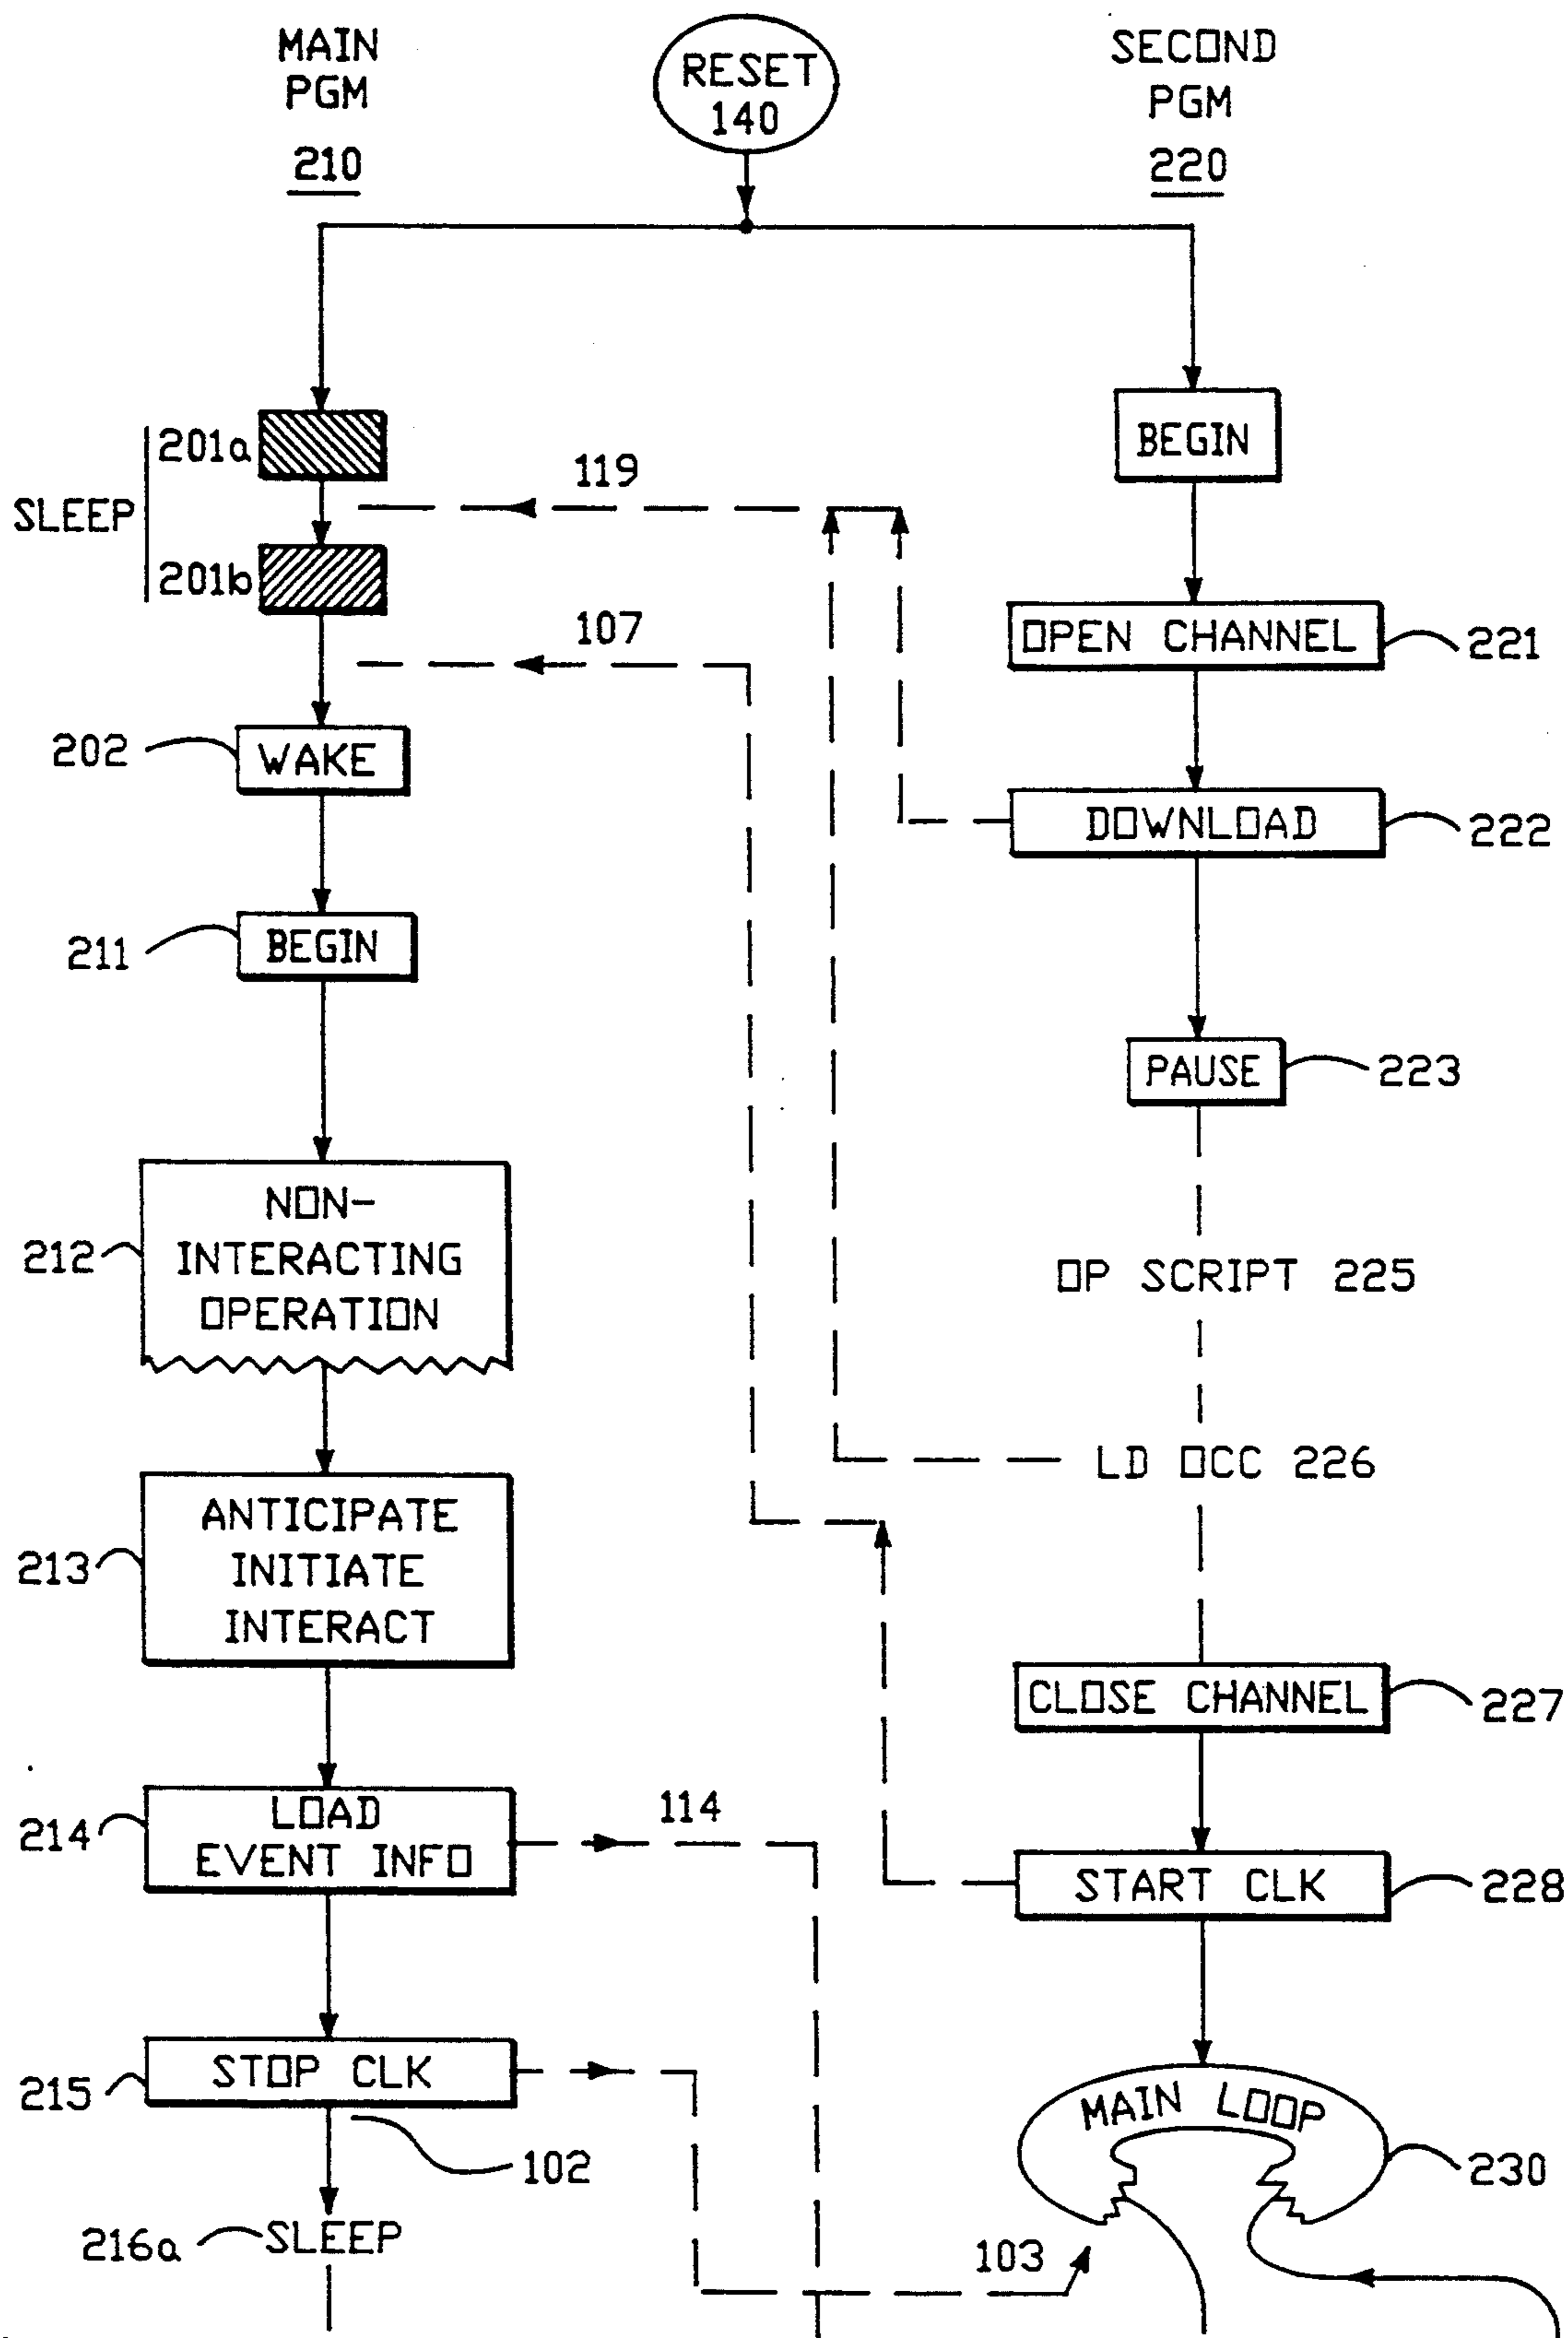 MAIN
PGM
210
RESET
140
SECOND
PGM
220
SLEEP
201a
201b
119
107
BEGIN
OPEN CHANNEL
221
202
WAKE
DOWNLOAD
222
211
BEGIN
PAUSE
223
212
NON-
INTERACTING
OPERATION
OP SCRIPT 225
LD OCC 226
213
ANTICIPATE
INITIATE
INTERACT
CLOSE CHANNEL
227
214
LOAD
EVENT INFO
114
START CLK
228
215
STOP CLK
102
MAIN LOOP
230
216a
SLEEP
103